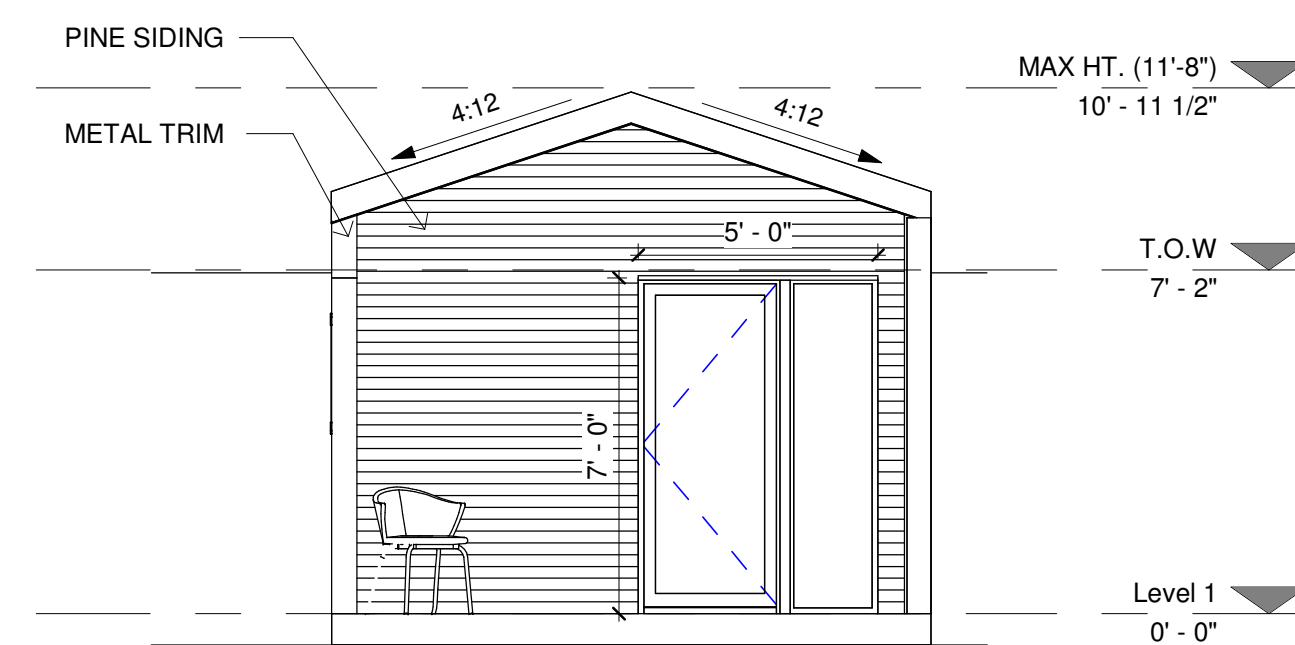 PINE SIDING
METAL TRIM
4:12
4:12
MAX HT. (11'-8")
10' - 11 1/2"
5' - 0"
T.O.W
7' - 2"
7' - 0"
Level 1
0' - 0"